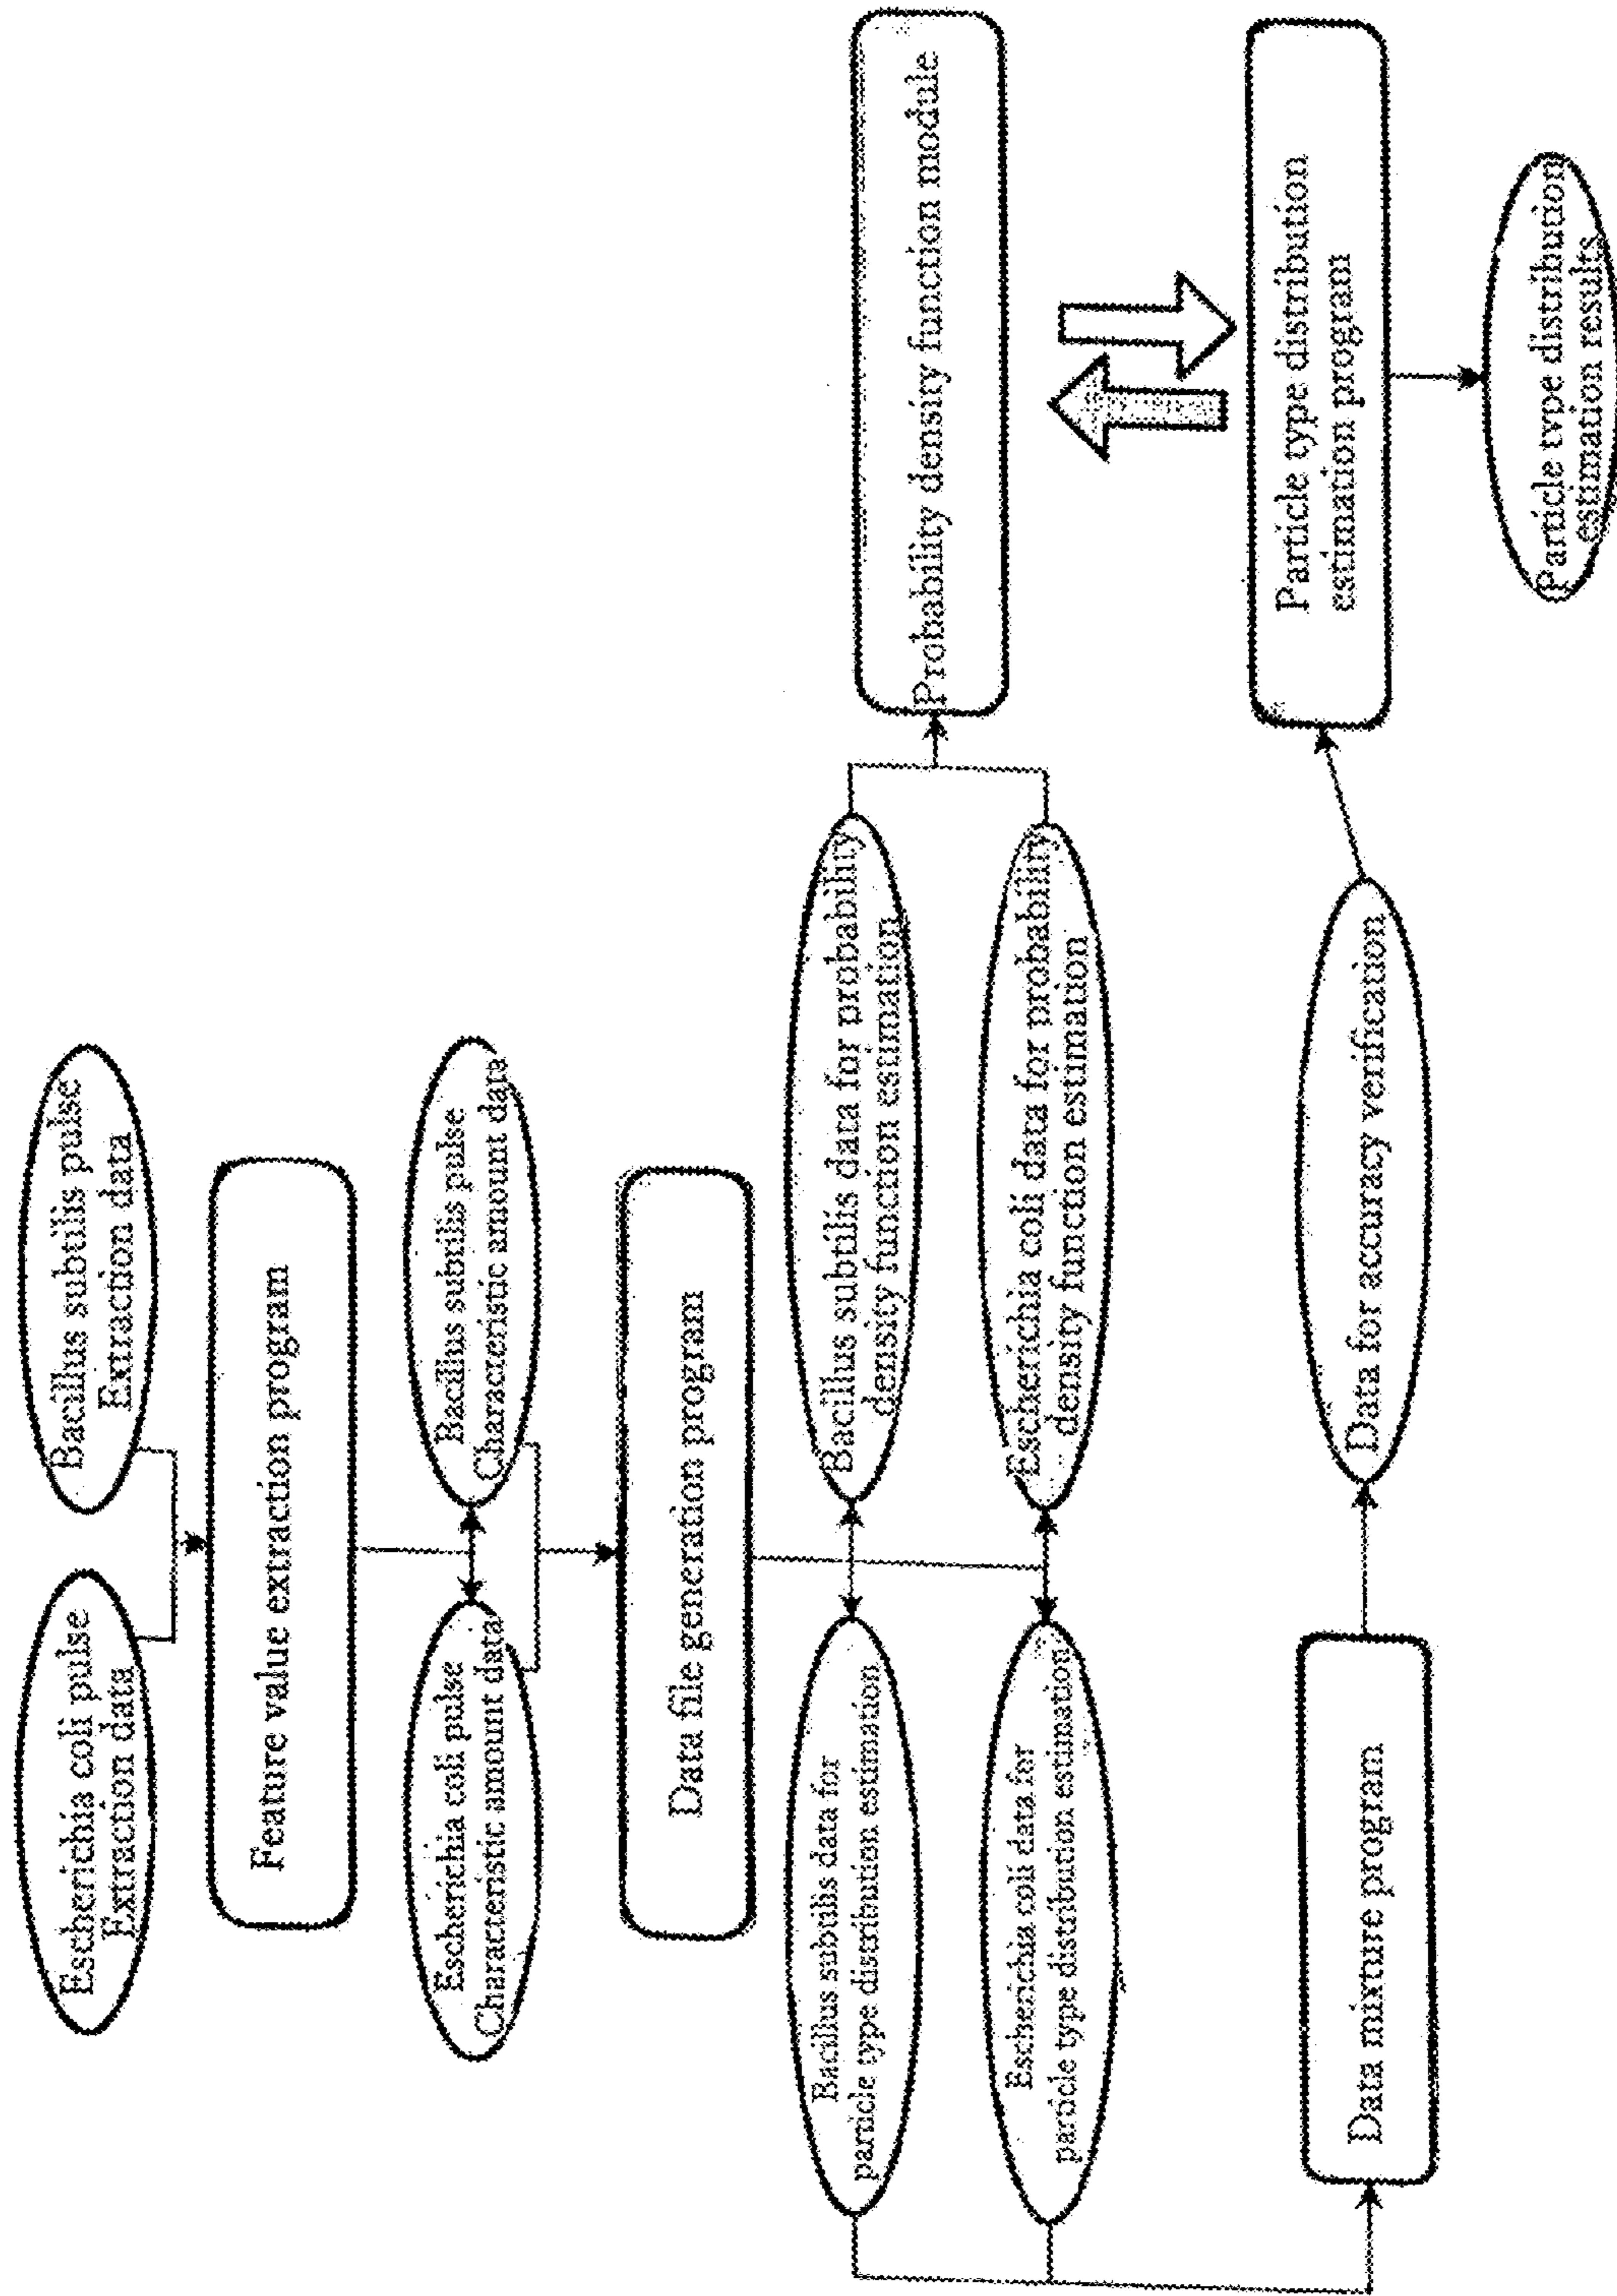 Escherichia coli pulse
Extraction data
Bacillus subtilis pulse
Extraction data
Feature value extraction program
Escherichia coli pulse
Characteristic amount data
Bacillus subtilis pulse
Characteristic amount data
Data file generation program
Bacillus subtilis data for
particle type distribution estimation
Bacillus subtilis data for probability
density function estimation
Probability density function module
Escherichia coli data for
particle type distribution estimation
Escherichia coli data for probability
density function estimation
Data mixture program
Data for accuracy verification
Particle type distribution
estimation program
Particle type distribution
estimation results